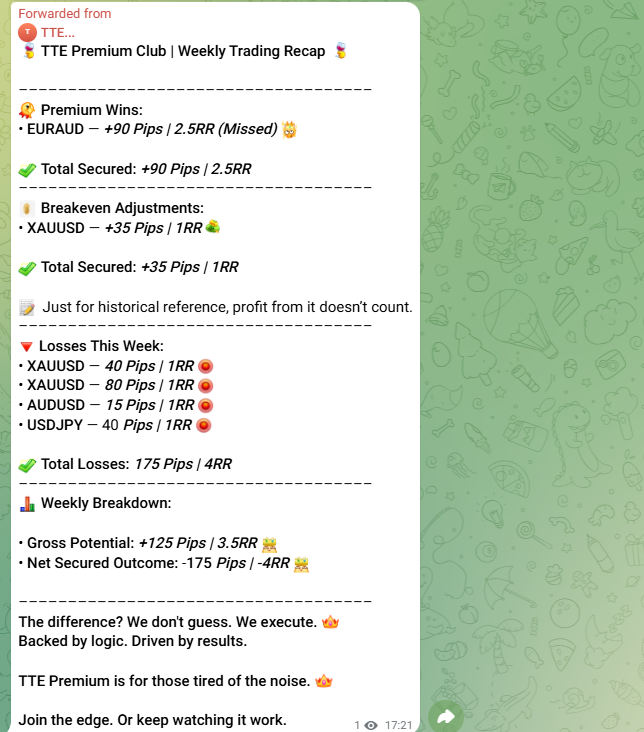 Forwarded from
T TTE...
TTE Premium Club | Weekly Trading Recap
____________________________________
Premium Wins:
• EURAUD — +90 Pips | 2.5RR (Missed)
Total Secured: +90 Pips | 2.5RR
____________________________________
Breakeven Adjustments:
• XAUUSD — +35 Pips | 1RR
Total Secured: +35 Pips | 1RR
Just for historical reference, profit from it doesn't count.
____________________________________
Losses This Week:
• XAUUSD — 40 Pips | 1RR
• XAUUSD — 80 Pips | 1RR
• AUDUSD — 15 Pips | 1RR
• USDJPY — 40 Pips | 1RR
Total Losses: 175 Pips | 4RR
____________________________________
Weekly Breakdown:
• Gross Potential: +125 Pips | 3.5RR
• Net Secured Outcome: -175 Pips | -4RR
____________________________________
The difference? We don't guess. We execute.
Backed by logic. Driven by results.
TTE Premium is for those tired of the noise.
Join the edge. Or keep watching it work.
1 17:21